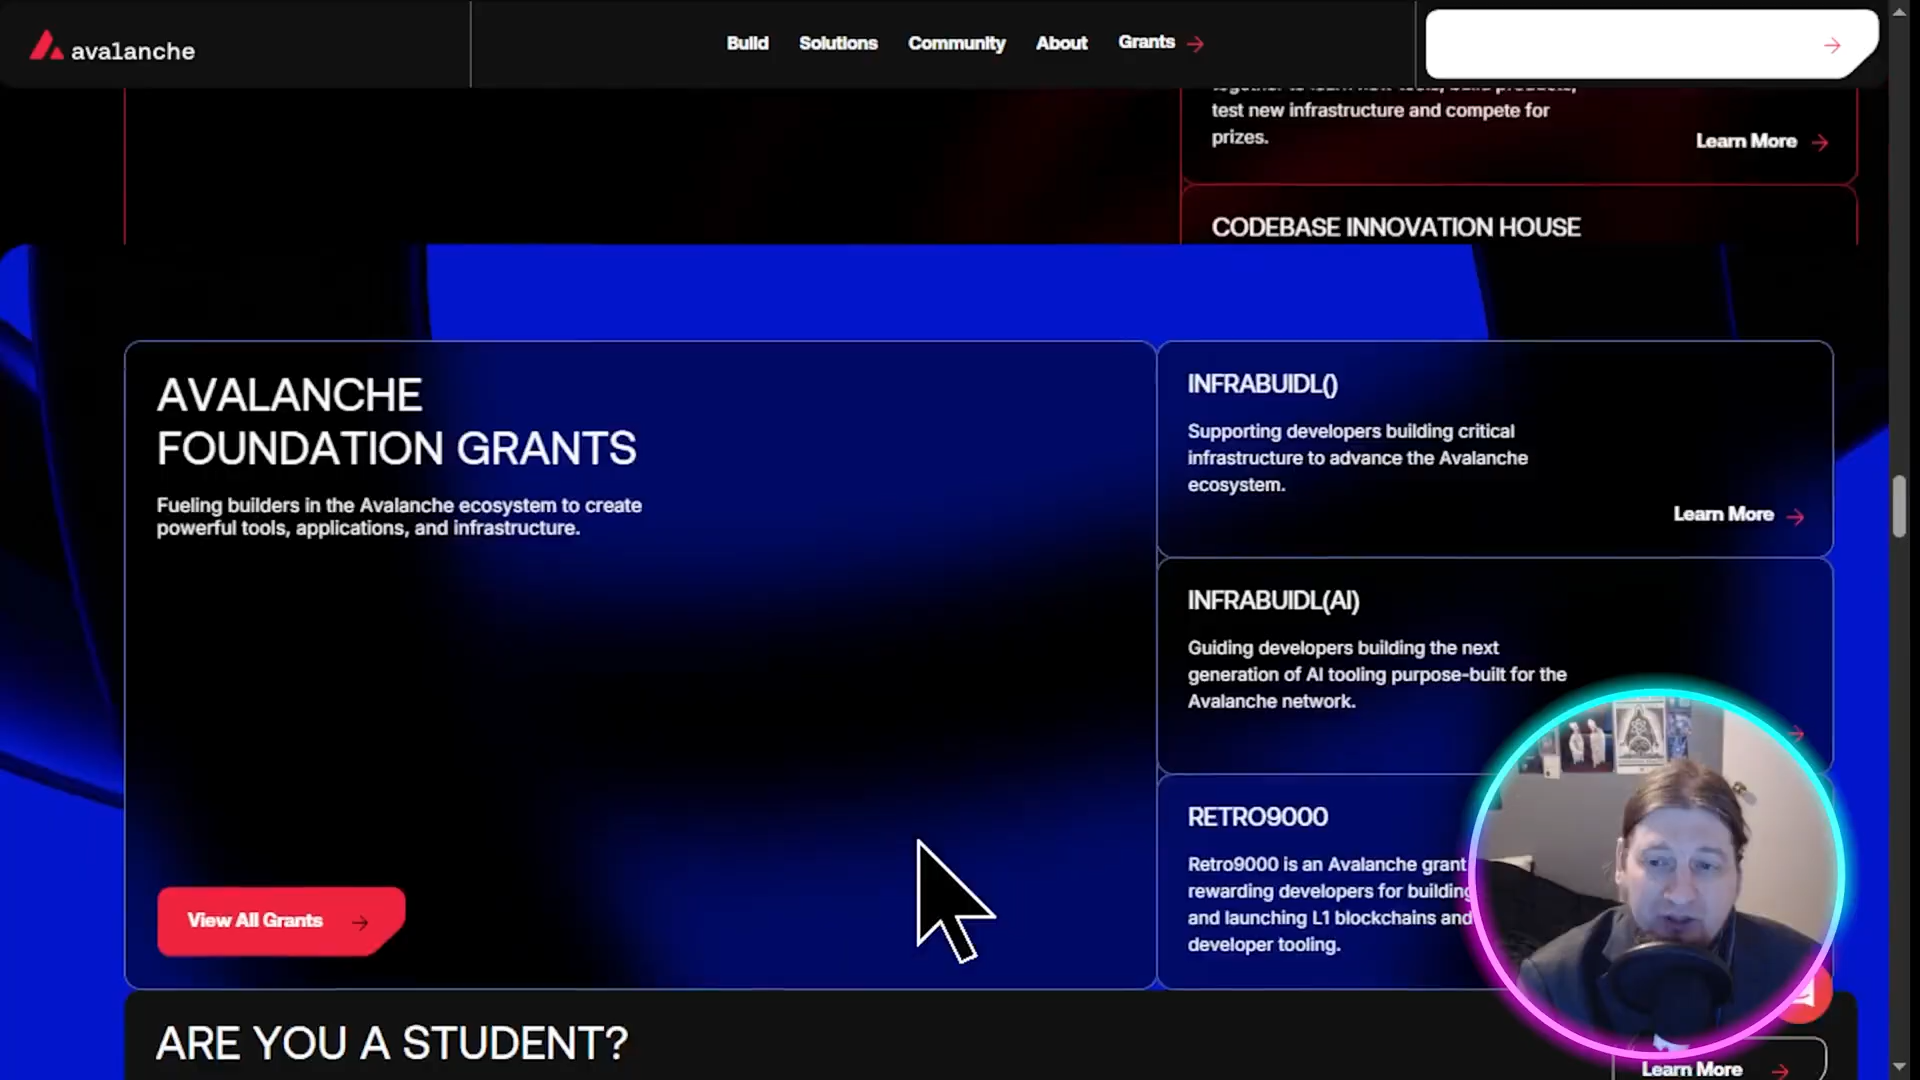 avalanche
Build
Solutions
Community
About
Grants
test new infrastructure and compete for
prizes.
Learn More
CODEBASE INNOVATION HOUSE
AVALANCHE
FOUNDATION GRANTS
Fueling builders in the Avalanche ecosystem to create
powerful tools, applications, and infrastructure.
View All Grants
INFRABUIDL()
Supporting developers building critical
infrastructure to advance the Avalanche
ecosystem.
Learn More
INFRABUIDL(AI)
Guiding developers building the next
generation of AI tooling purpose-built for the
Avalanche network.
RETRO9000
Retro9000 is an Avalanche grant
rewarding developers for building
and launching L1 blockchains and
developer tooling.
ARE YOU A STUDENT?
Learn More